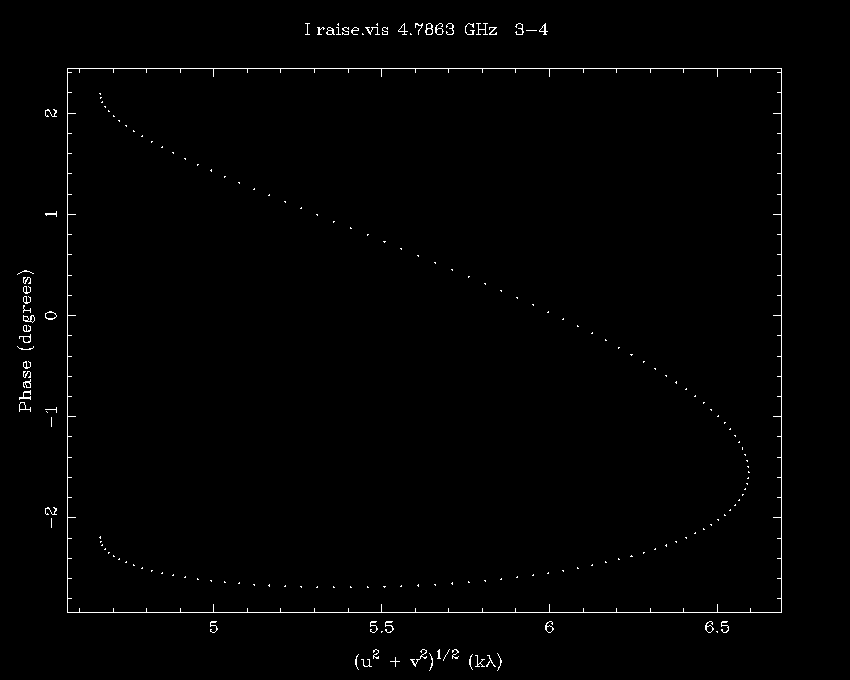 I raise.vis 4.7863 GHz 3−4
2
1
0
−1
−2
Phase (degrees)
5 5.5 6 6.5
(u² + v²)¹/² (kλ)